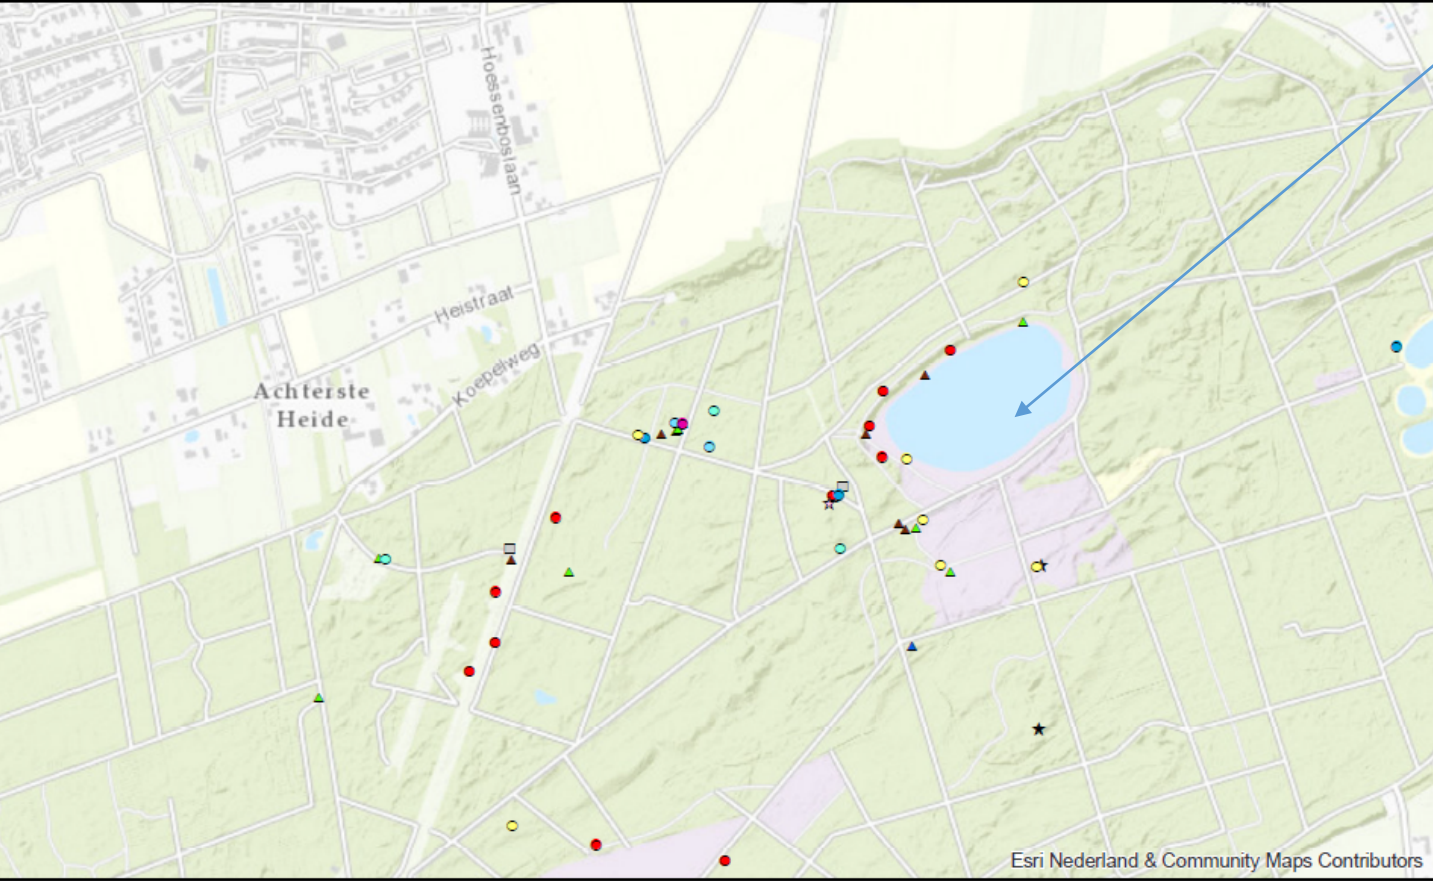 Hoessenboslaan
Heistraat
Koepelweg
Achterste
Heide
Esri Nederland & Community Maps Contributors